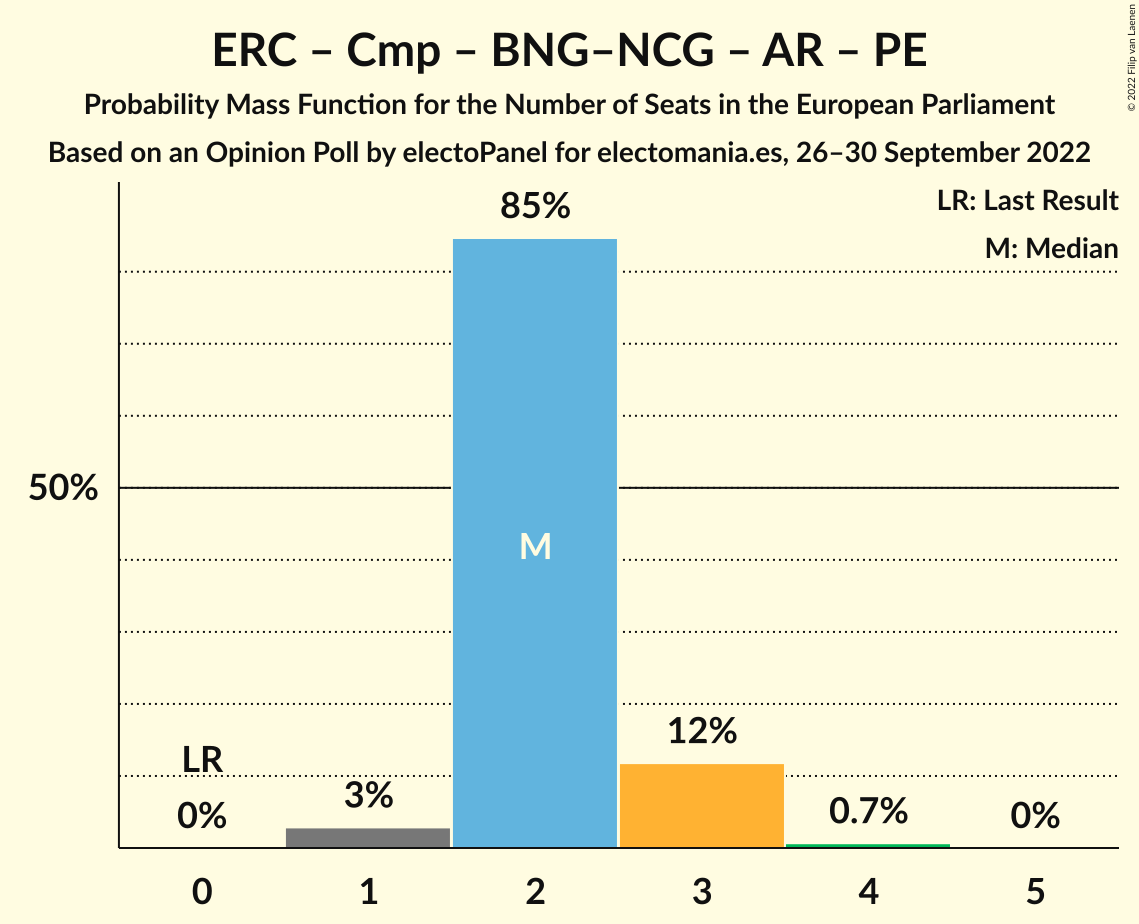 ERC – Cmp – BNG–NCG – AR – PE
Probability Mass Function for the Number of Seats in the European Parliament
Based on an Opinion Poll by electoPanel for electomania.es, 26–30 September 2022
© 2022 Filip van Laenen
LR: Last Result
M: Median
85%
50%
M
12%
LR
3%
0%
0.7%
0%
0 1 2 3 4 5